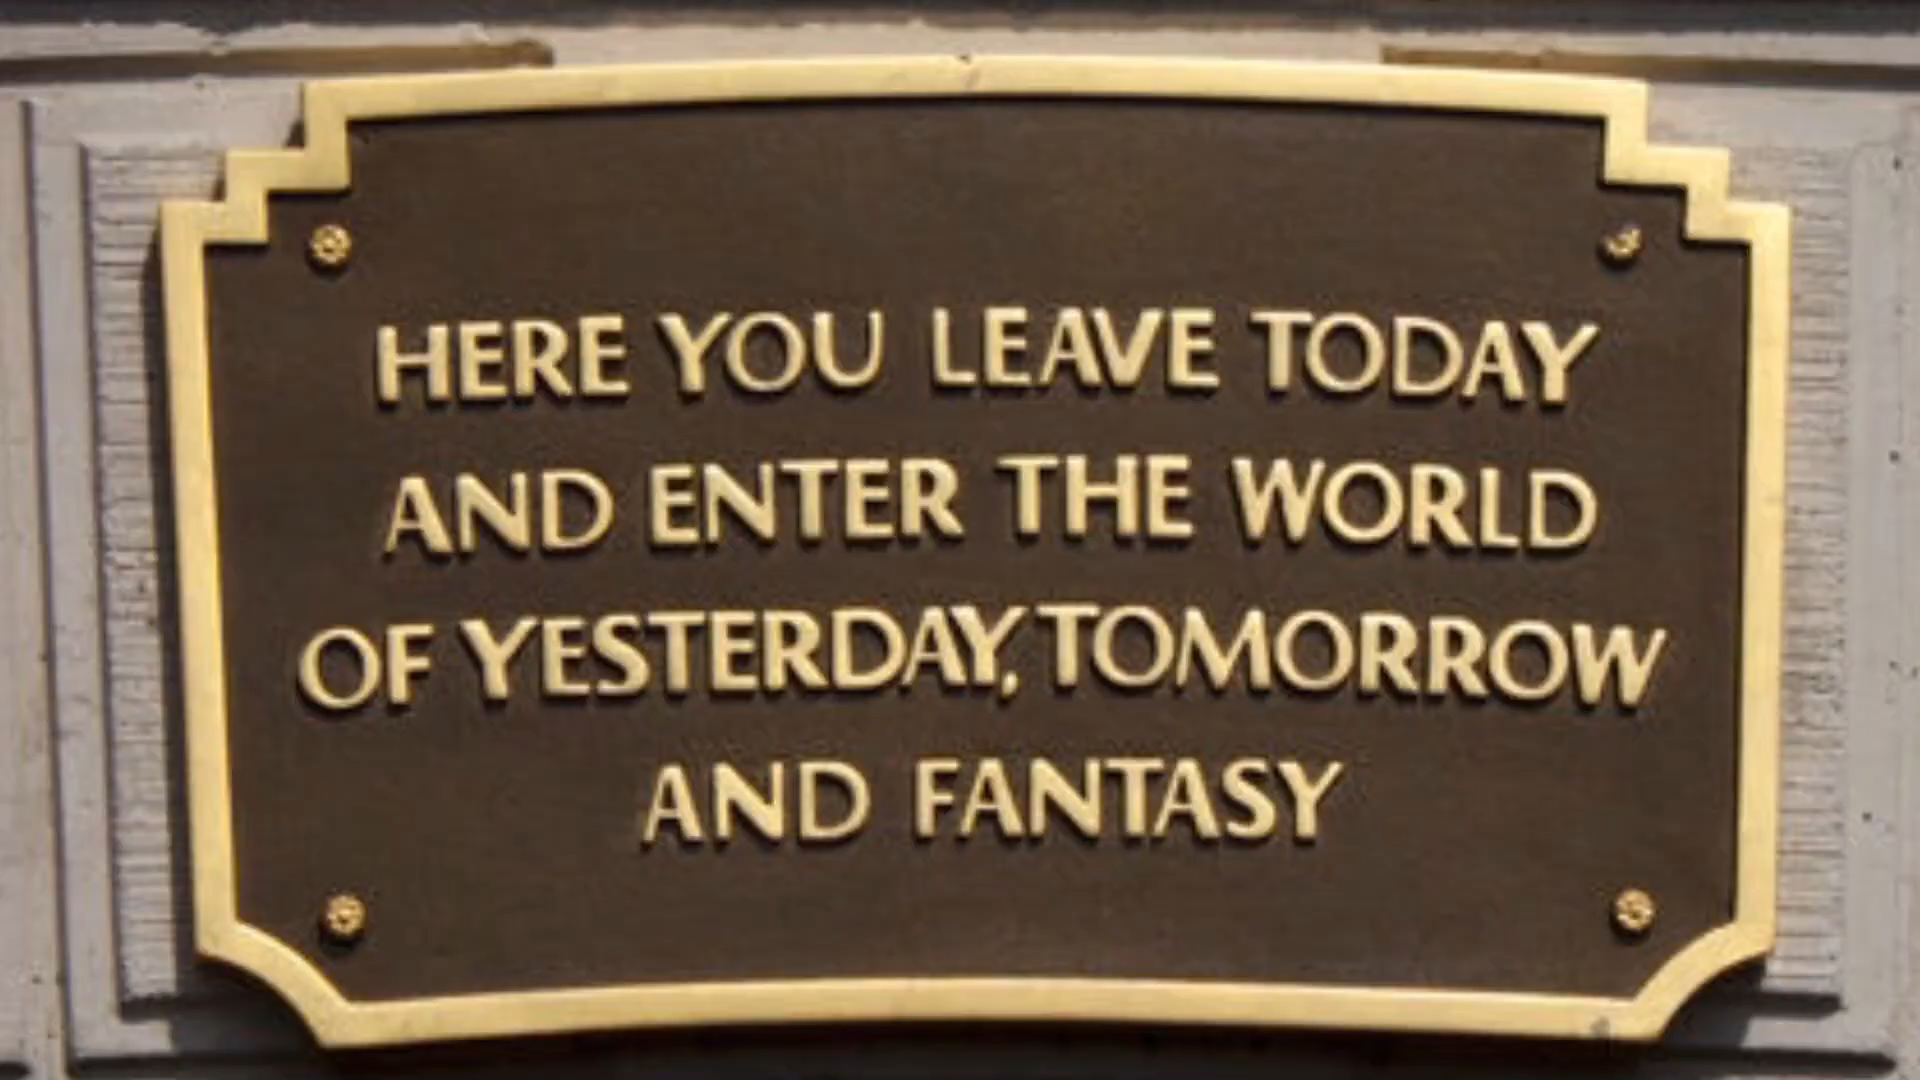 HERE YOU LEAVE TODAY
AND ENTER THE WORLD
OF YESTERDAY, TOMORROW
AND FANTASY